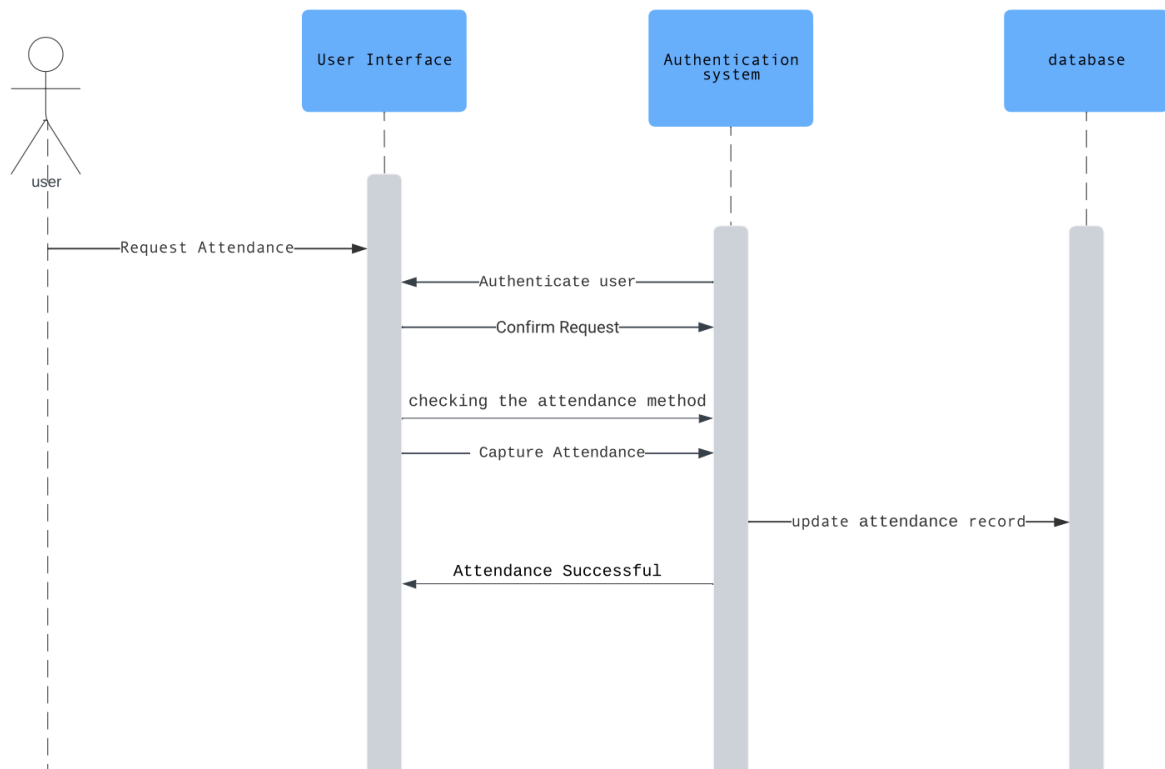 User Interface
Authentication
system
database
user
Request Attendance
Authenticate user
Confirm Request
checking the attendance method
Capture Attendance
update attendance record
Attendance Successful